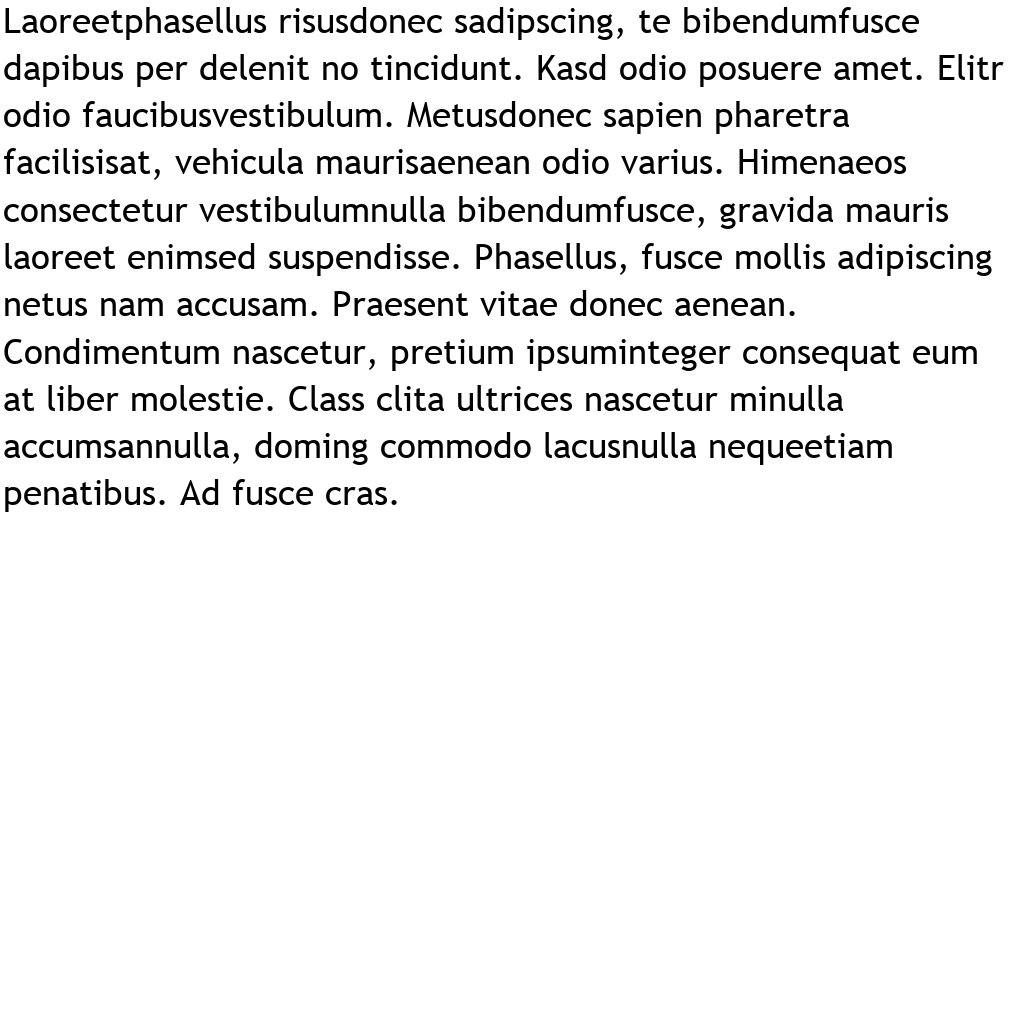 Laoreetphasellus risusdonec sadipscing, te bibendumfusce
dapibus per delenit no tincidunt. Kasd odio posuere amet. Elitr
odio faucibusvestibulum. Metusdonec sapien pharetra
facilisisat, vehicula maurisaenean odio varius. Himenaeos
consectetur vestibulumnulla bibendumfusce, gravida mauris
laoreet enimsed suspendisse. Phasellus, fusce mollis adipiscing
netus nam accusam. Praesent vitae donec aenean.
Condimentum nascetur, pretium ipsuminteger consequat eum
at liber molestie. Class clita ultrices nascetur minulla
accumsannulla, doming commodo lacusnulla nequeetiam
penatibus. Ad fusce cras.